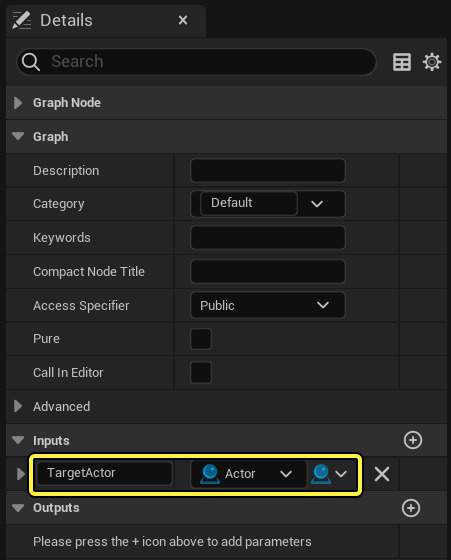 Details
Search
Graph Node
Graph
Description
Category Default
Keywords
Compact Node Title
Access Specifier Public
Pure
Call In Editor
Advanced
Inputs
TargetActor Actor
Outputs
Please press the + icon above to add parameters